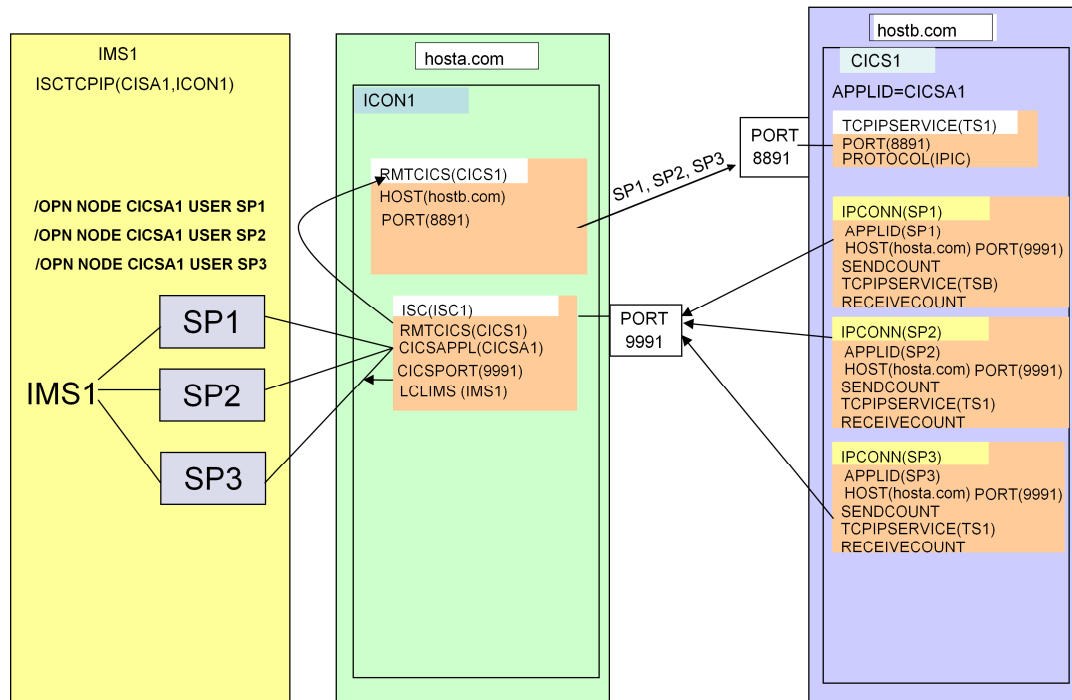 IMS1
ISCTCPIP(CISA1,ICON1)
/OPN NODE CICSA1 USER SP1
/OPN NODE CICSA1 USER SP2
/OPN NODE CICSA1 USER SP3
IMS1
SP1
SP2
SP3
hosta.com
ICON1
RMTCICS(CICS1)
HOST(hostb.com)
PORT(8891)
ISC(ISC1)
RMTCICS(CICS1)
CICSAPPL(CICSA1)
CICSPORT(9991)
LCLIMS (IMS1)
SP1, SP2, SP3
PORT
8891
PORT
9991
hostb.com
CICS1
APPLID=CICSA1
TCPIPSERVICE(TS1)
PORT(8891)
PROTOCOL(IPIC)
IPCONN(SP1)
APPLID(SP1)
HOST(hosta.com) PORT(9991)
SENDCOUNT
TCPIPSERVICE(TSB)
RECEIVECOUNT
IPCONN(SP2)
APPLID(SP2)
HOST(hosta.com) PORT(9991)
SENDCOUNT
TCPIPSERVICE(TS1)
RECEIVECOUNT
IPCONN(SP3)
APPLID(SP3)
HOST(hosta.com) PORT(9991)
SENDCOUNT
TCPIPSERVICE(TS1)
RECEIVECOUNT